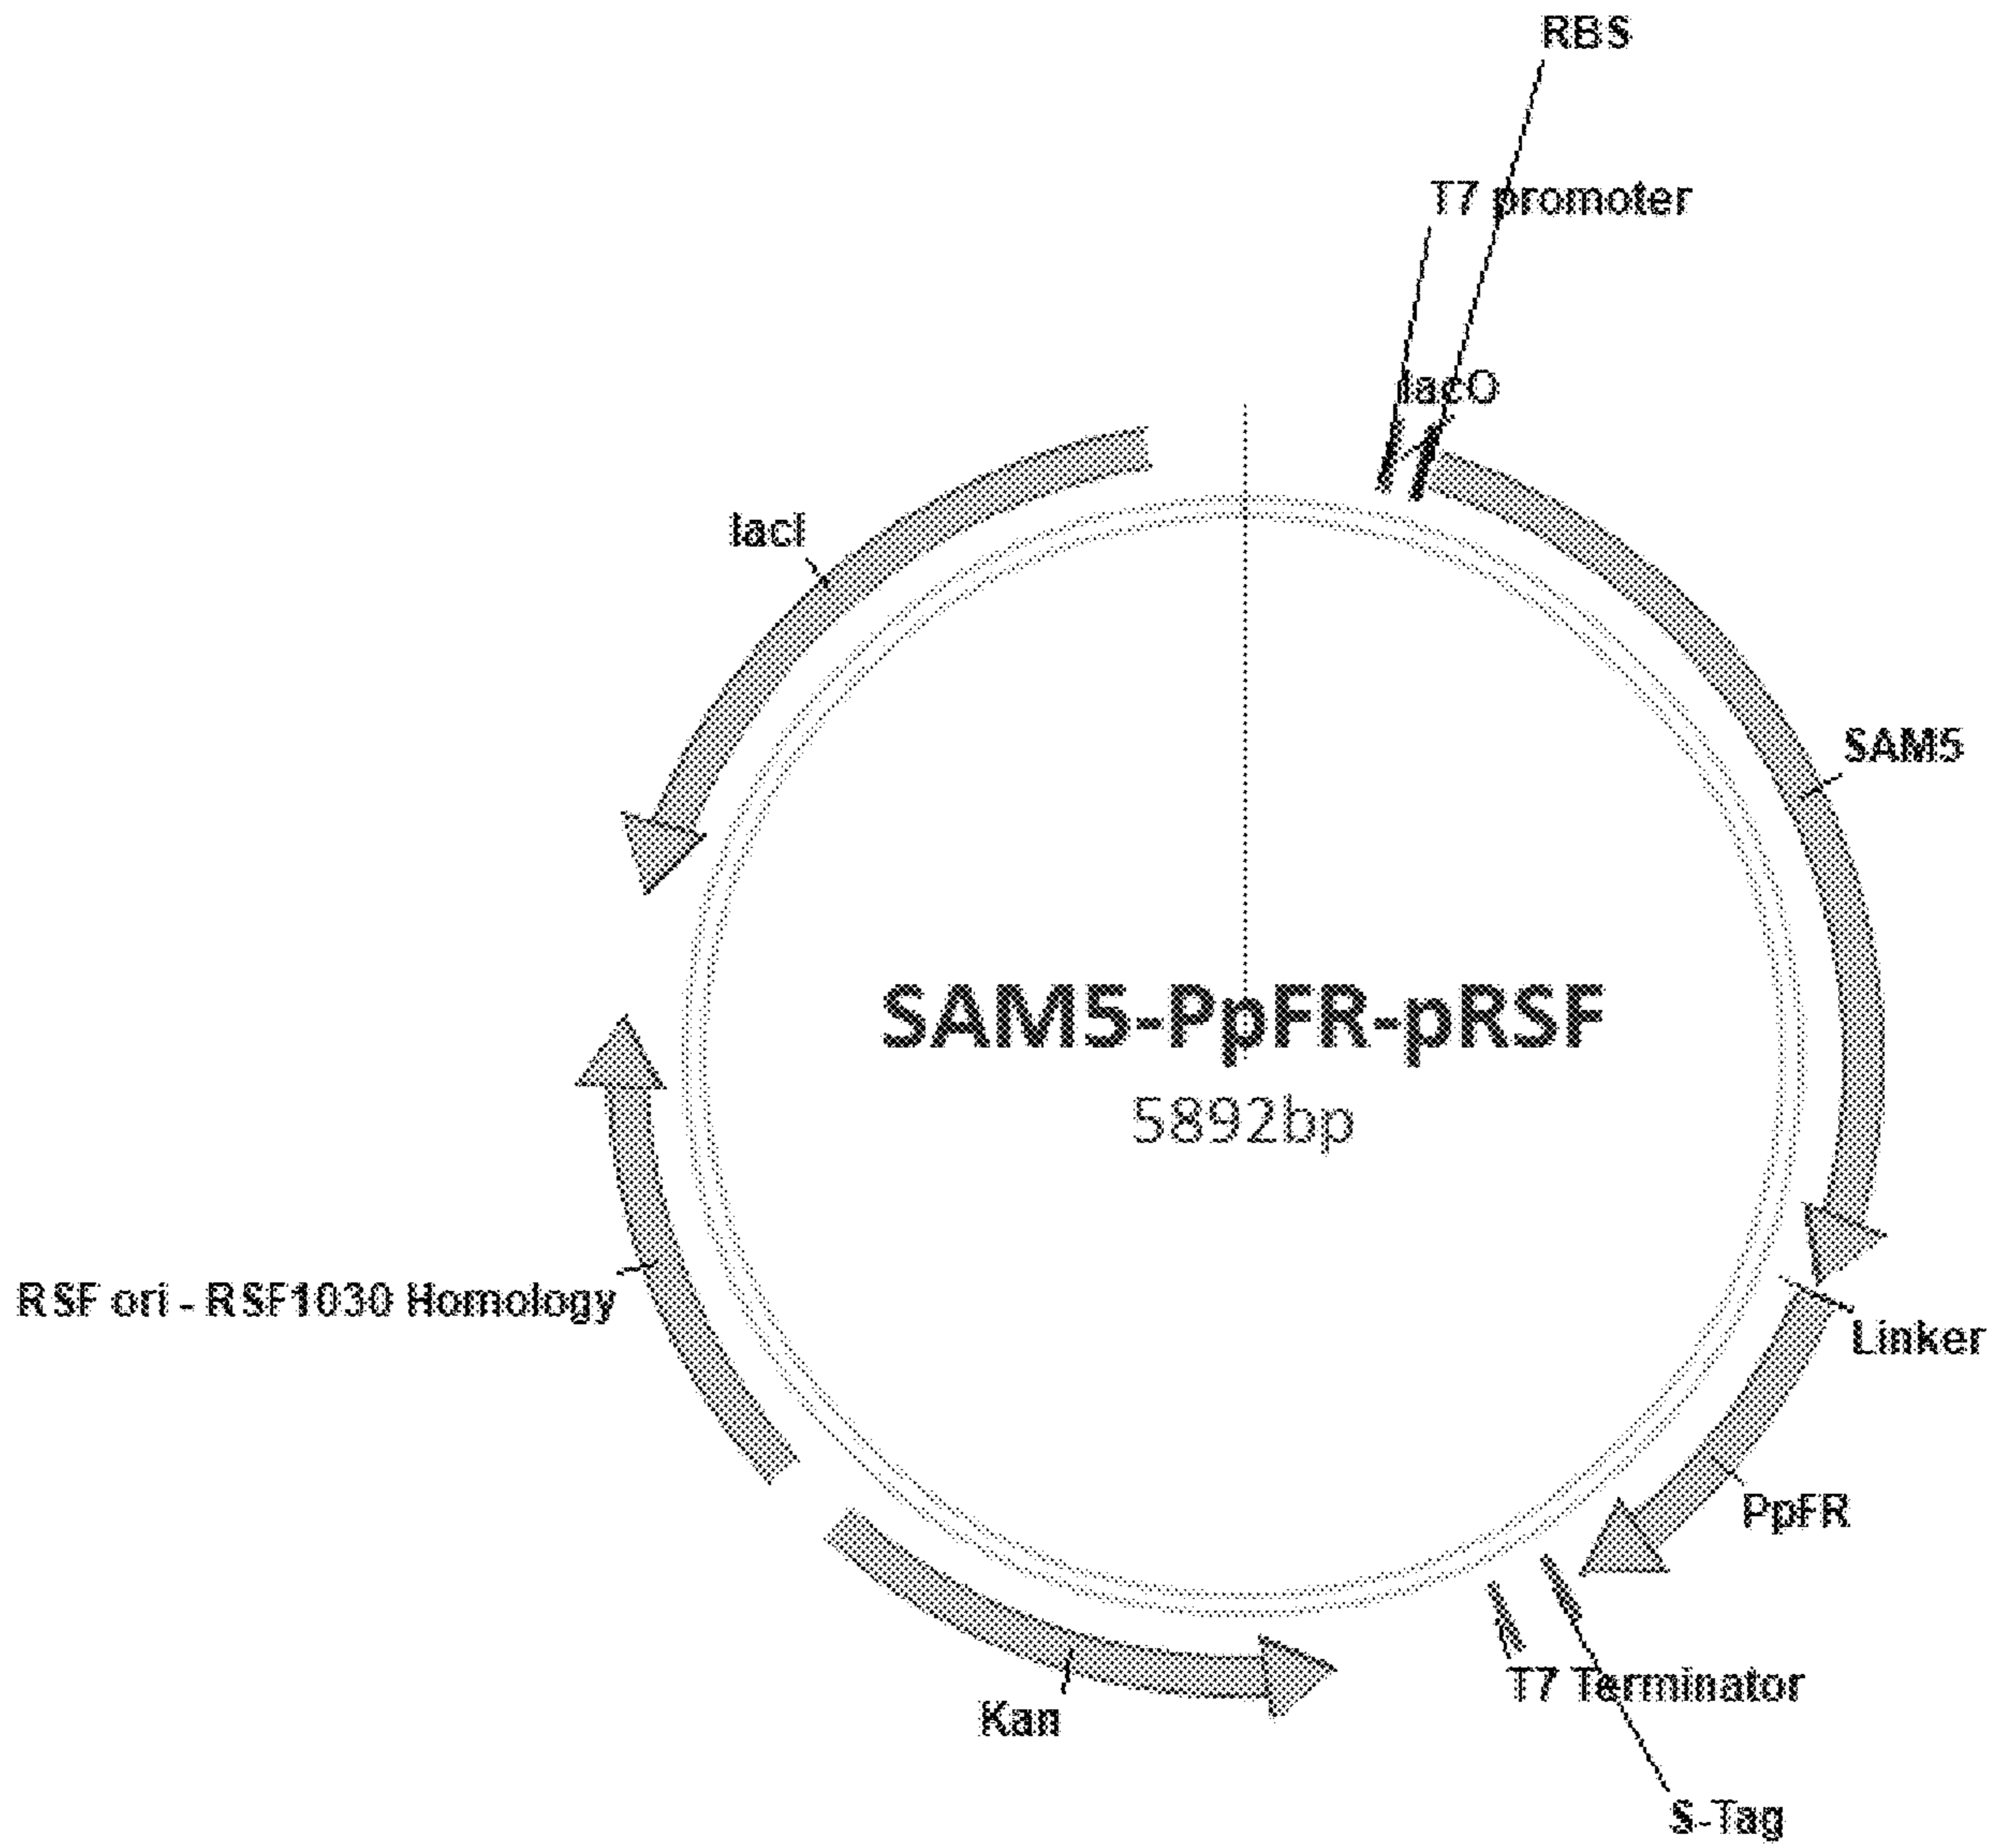 RBS
T7 promoter
lacO
lacI
SAM5
SAM5-PpFR-pRSF
5892bp
RSF ori - RSF1030 Homology
Linker
PpFR
T7 Terminator
Kan
S-Tag